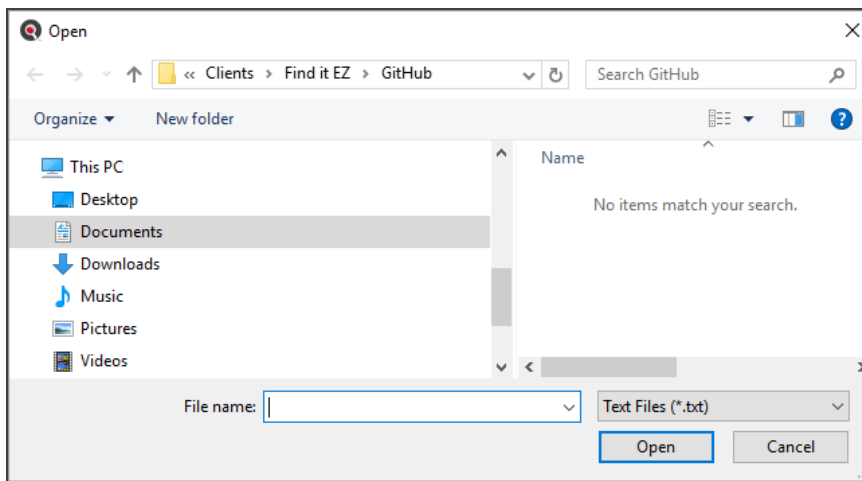 Open
« Clients > Find it EZ > GitHub
Search GitHub
Organize
New folder
?
This PC
Desktop
Documents
Downloads
Music
Pictures
Videos
Name
No items match your search.
File name:
Text Files (*.txt)
Open
Cancel